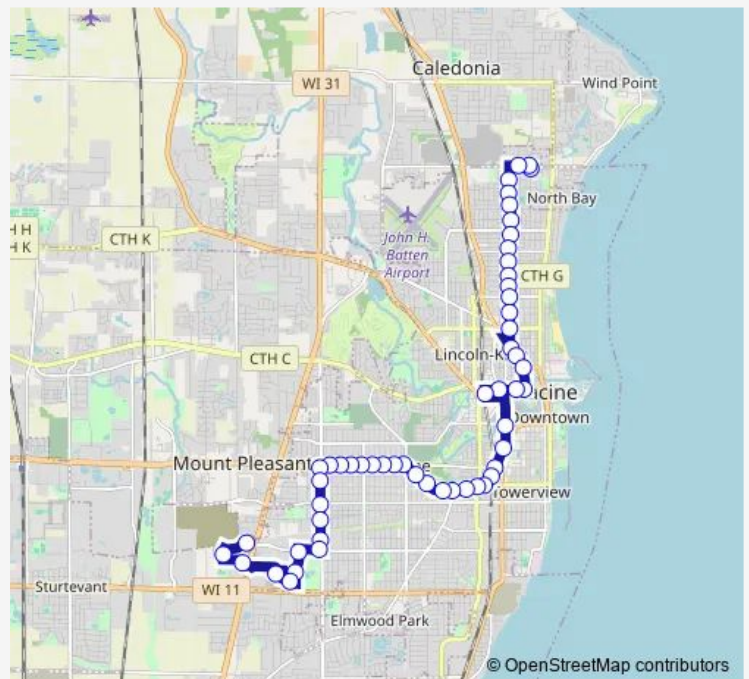 Caledonia
Wind Point
WI 31
North Bay
H H
H K
CTH K
John H.
Batten
Airport
CTH G
CTH C
Lincoln-K
cine
Downtown
Mount Pleasant
Towerview
Sturtevant
WI 11
Elmwood Park
© OpenStreetMap contributors